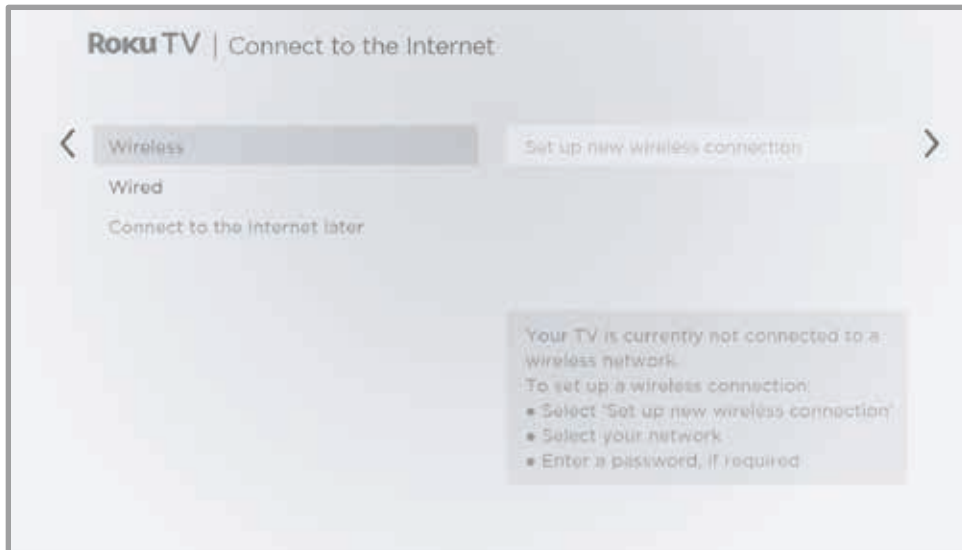 Roku TV | Connect to the Internet
Wireless
Set up new wireless connection
Wired
Connect to the Internet later
Your TV is currently not connected to a
wireless network.
To set up a wireless connection:
• Select 'Set up new wireless connection'
• Select your network
• Enter a password, if required